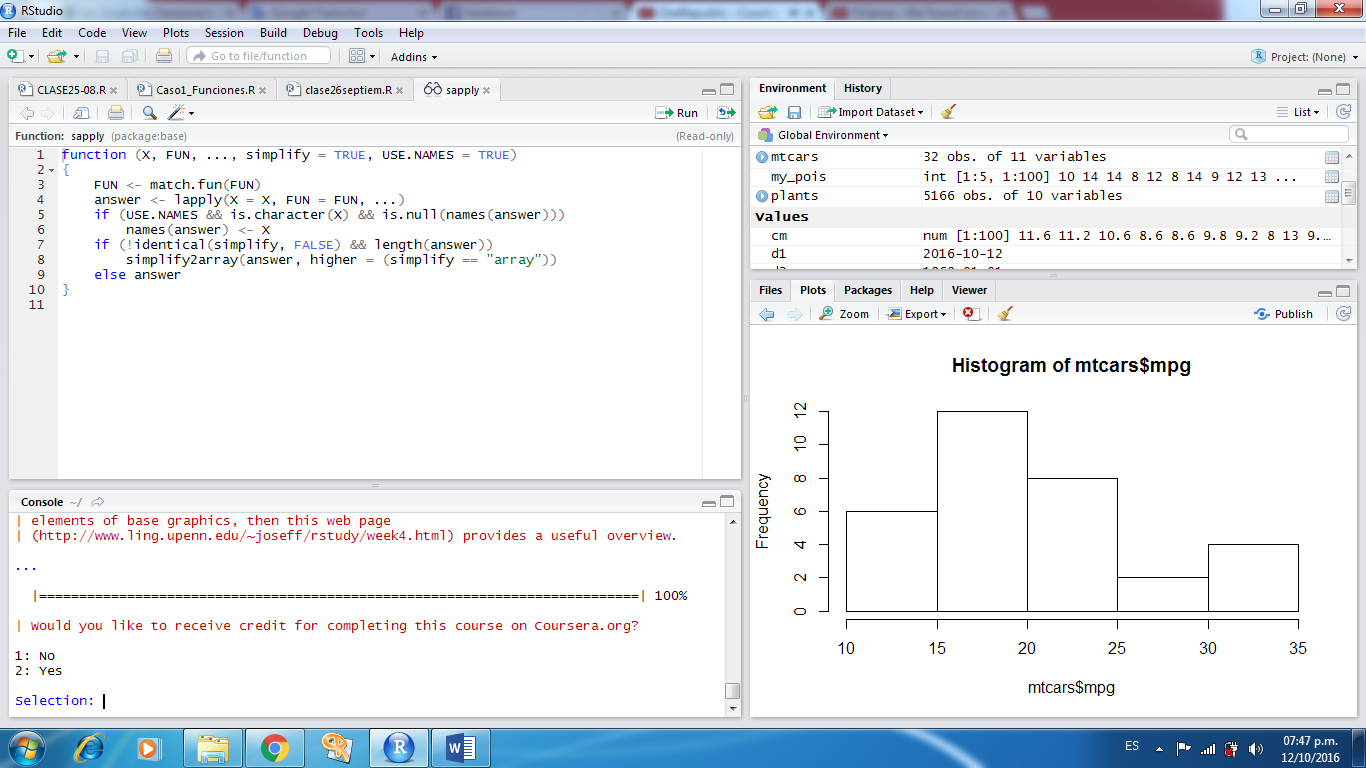 RStudio
File Edit Code View Plots Session Build Debug Tools Help
Go to file/function Addins Project: (None)
CLASE25-08.R Caso1_Funciones.R clase26septiem.R sapply
Run
Function: sapply (package:base) (Read-only)
1 function (X, FUN, ..., simplify = TRUE, USE.NAMES = TRUE)
2 {
3 FUN <- match.fun(FUN)
4 answer <- lapply(X = X, FUN = FUN, ...)
5 if (USE.NAMES && is.character(X) && is.null(names(answer)))
6 names(answer) <- X
7 if (!identical(simplify, FALSE) && length(answer))
8 simplify2array(answer, higher = (simplify == "array"))
9 else answer
10 }
11
Console ~/
| elements of base graphics, then this web page
| (http://www.ling.upenn.edu/~joseff/rstudy/week4.html) provides a useful overview.
...
|==========================================================================| 100%
| Would you like to receive credit for completing this course on Coursera.org?
1: No
2: Yes
Selection:
Environment History
Import Dataset List
Global Environment
mtcars 32 obs. of 11 variables
my_pois int [1:5, 1:100] 10 14 14 8 12 8 14 9 12 13 ...
plants 5166 obs. of 10 variables
Values
cm num [1:100] 11.6 11.2 10.6 8.6 8.6 9.8 9.2 8 13 9...
d1 2016-10-12
Files Plots Packages Help Viewer
Zoom Export Publish
Histogram of mtcars$mpg
Frequency
12
10
8
6
4
2
0
10 15 20 25 30 35
mtcars$mpg
ES 07:47 p.m.
12/10/2016